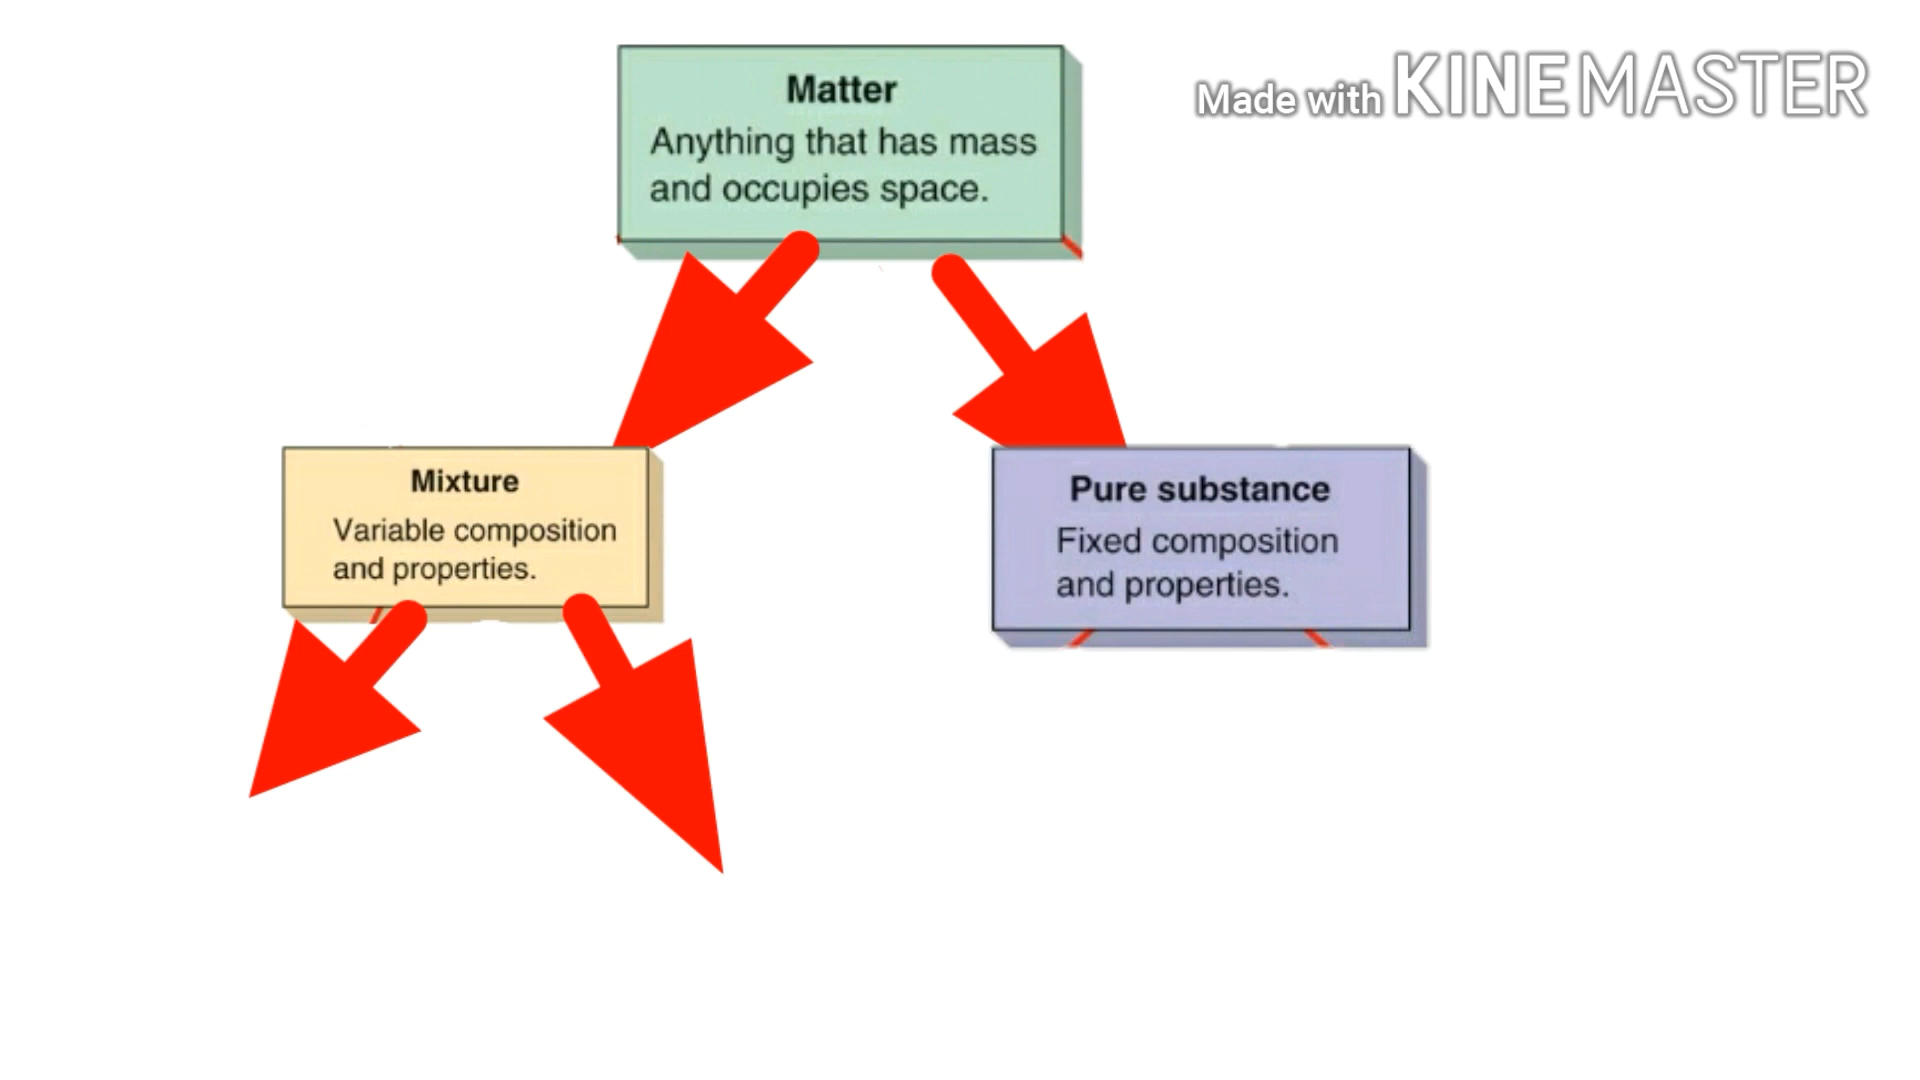 Matter
Anything that has mass
and occupies space.
Made with KINEMASTER
Mixture
Variable composition
and properties.
Pure substance
Fixed composition
and properties.